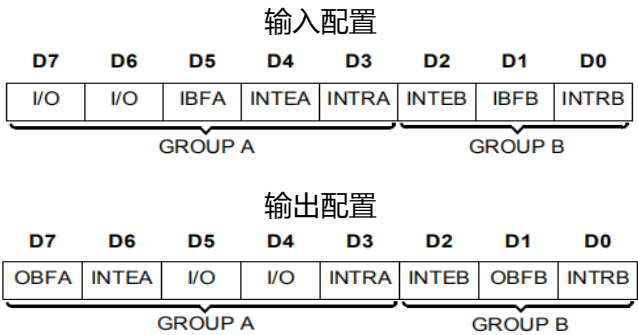 输入配置
D7 D6 D5 D4 D3 D2 D1 D0
I/O I/O IBFA INTEA INTRA INTEB IBFB INTRB
GROUP A GROUP B
输出配置
D7 D6 D5 D4 D3 D2 D1 D0
OBFA INTEA I/O I/O INTRA INTEB OBFB INTRB
GROUP A GROUP B